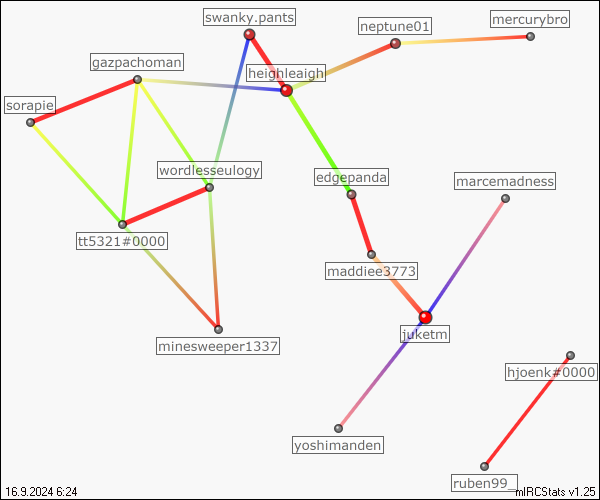 swanky.pants
mercurybro
neptune01
gazpachoman
heighleaigh
sorapie
wordlesseulogy
edgepanda
marcemadness
tt5321#0000
maddiee3773
juketm
minesweeper1337
hjoenk#0000
yoshimanden
ruben99_
16.9.2024 6:24
mIRCStats v1.25